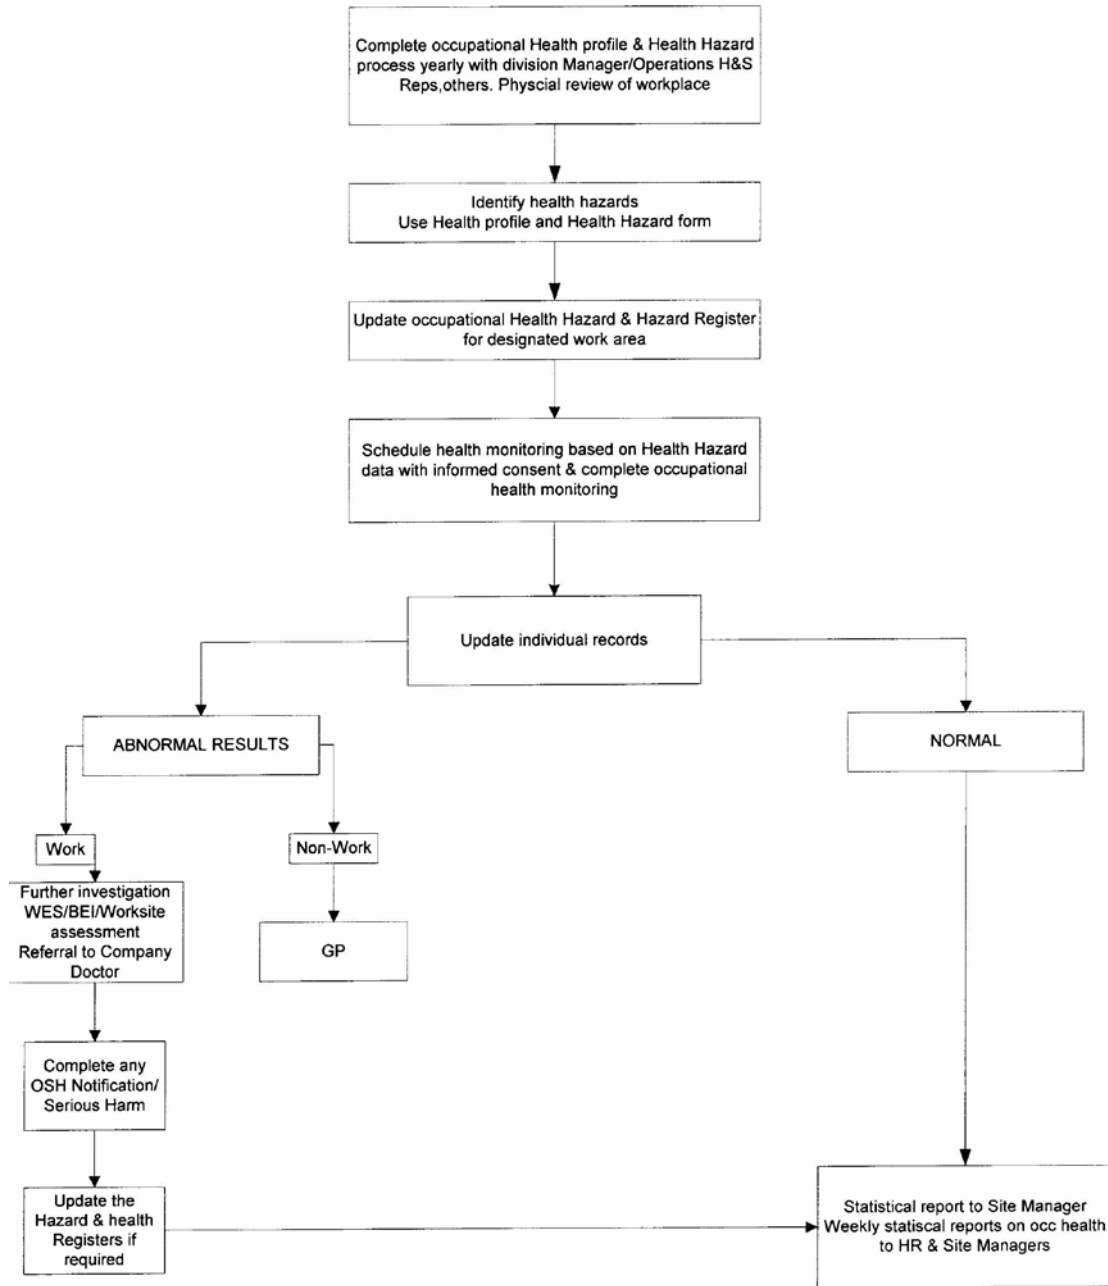 Complete occupational Health profile & Health Hazard
process yearly with division Manager/Operations H&S
Reps,others. Physcial review of workplace
Identify health hazards
Use Health profile and Health Hazard form
Update occupational Health Hazard & Hazard Register
for designated work area
Schedule health monitoring based on Health Hazard
data with informed consent & complete occupational
health monitoring
Update individual records
ABNORMAL RESULTS
NORMAL
Work
Non-Work
Further investigation
WES/BEI/Worksite
assessment
Referral to Company
Doctor
GP
Complete any
OSH Notification/
Serious Harm
Update the
Hazard & health
Registers if
required
Statistical report to Site Manager
Weekly statiscal reports on occ health
to HR & Site Managers